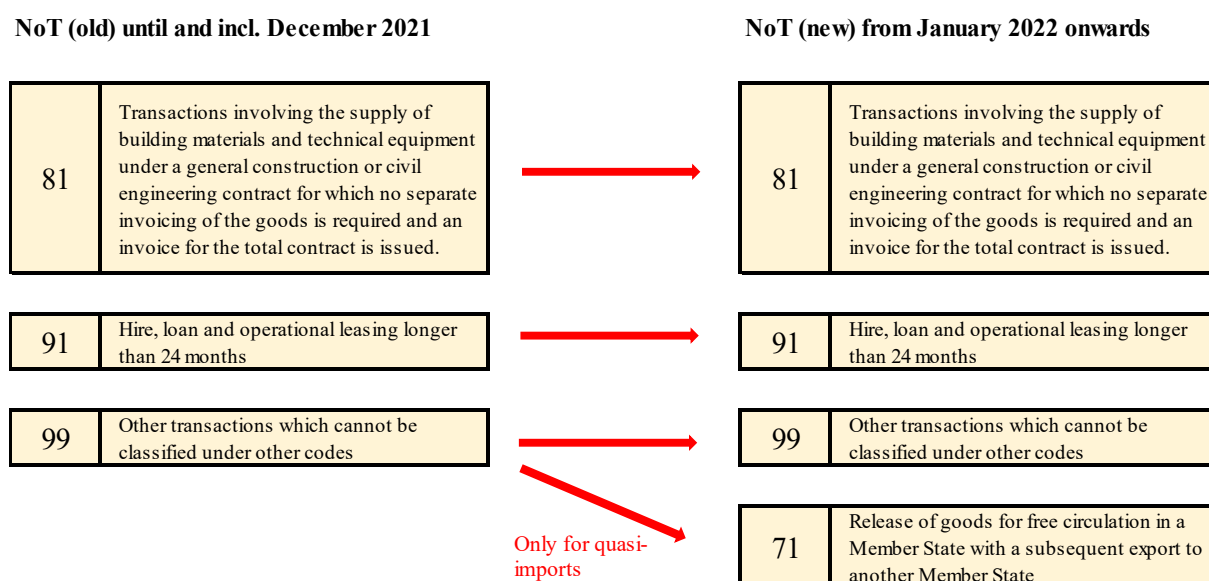 NoT (old) until and incl. December 2021
NoT (new) from January 2022 onwards
81
Transactions involving the supply of
building materials and technical equipment
under a general construction or civil
engineering contract for which no separate
invoicing of the goods is required and an
invoice for the total contract is issued.
81
Transactions involving the supply of
building materials and technical equipment
under a general construction or civil
engineering contract for which no separate
invoicing of the goods is required and an
invoice for the total contract is issued.
91
Hire, loan and operational leasing longer
than 24 months
91
Hire, loan and operational leasing longer
than 24 months
99
Other transactions which cannot be
classified under other codes
99
Other transactions which cannot be
classified under other codes
Only for quasi-
imports
71
Release of goods for free circulation in a
Member State with a subsequent export to
another Member State